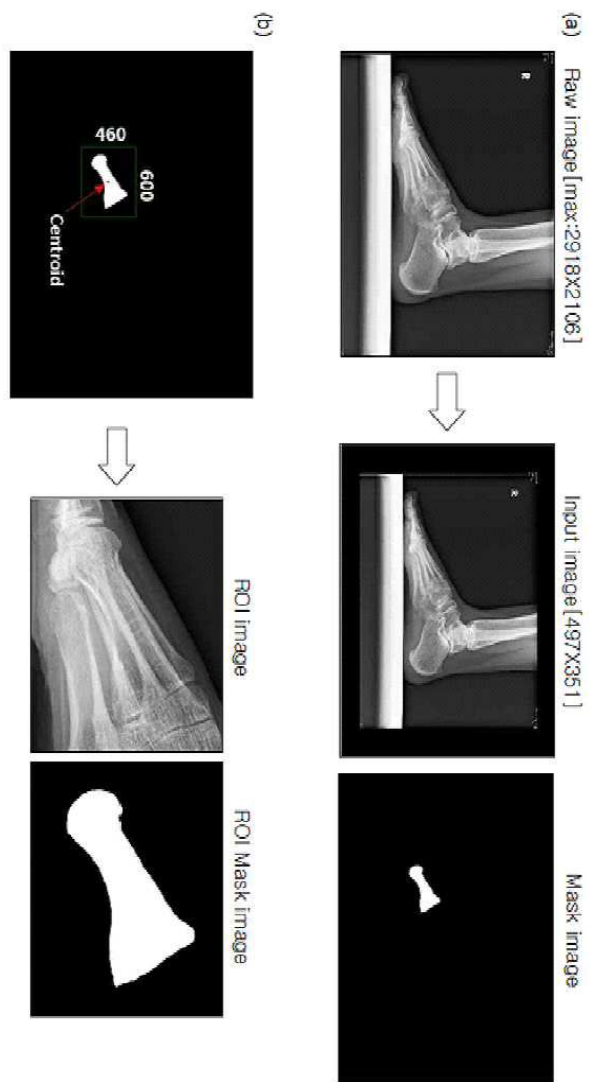 (a)
Raw image[max:2918X2106]
Input image[497X351]
Mask image
R
(b)
460
600
Centroid
ROI image
ROI Mask image